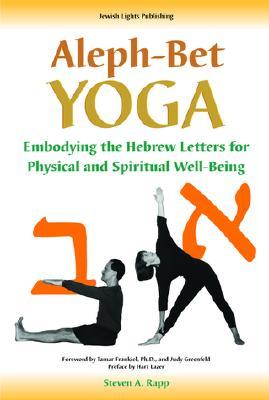 Jewish Lights Publishing
Aleph-Bet
YOGA
Embodying the Hebrew Letters for
Physical and Spiritual Well-Being
א
ב
Foreword by Tamar Frankiel, Ph.D., and Judy Greenfeld
Preface by Hart Lazer
Steven A. Rapp